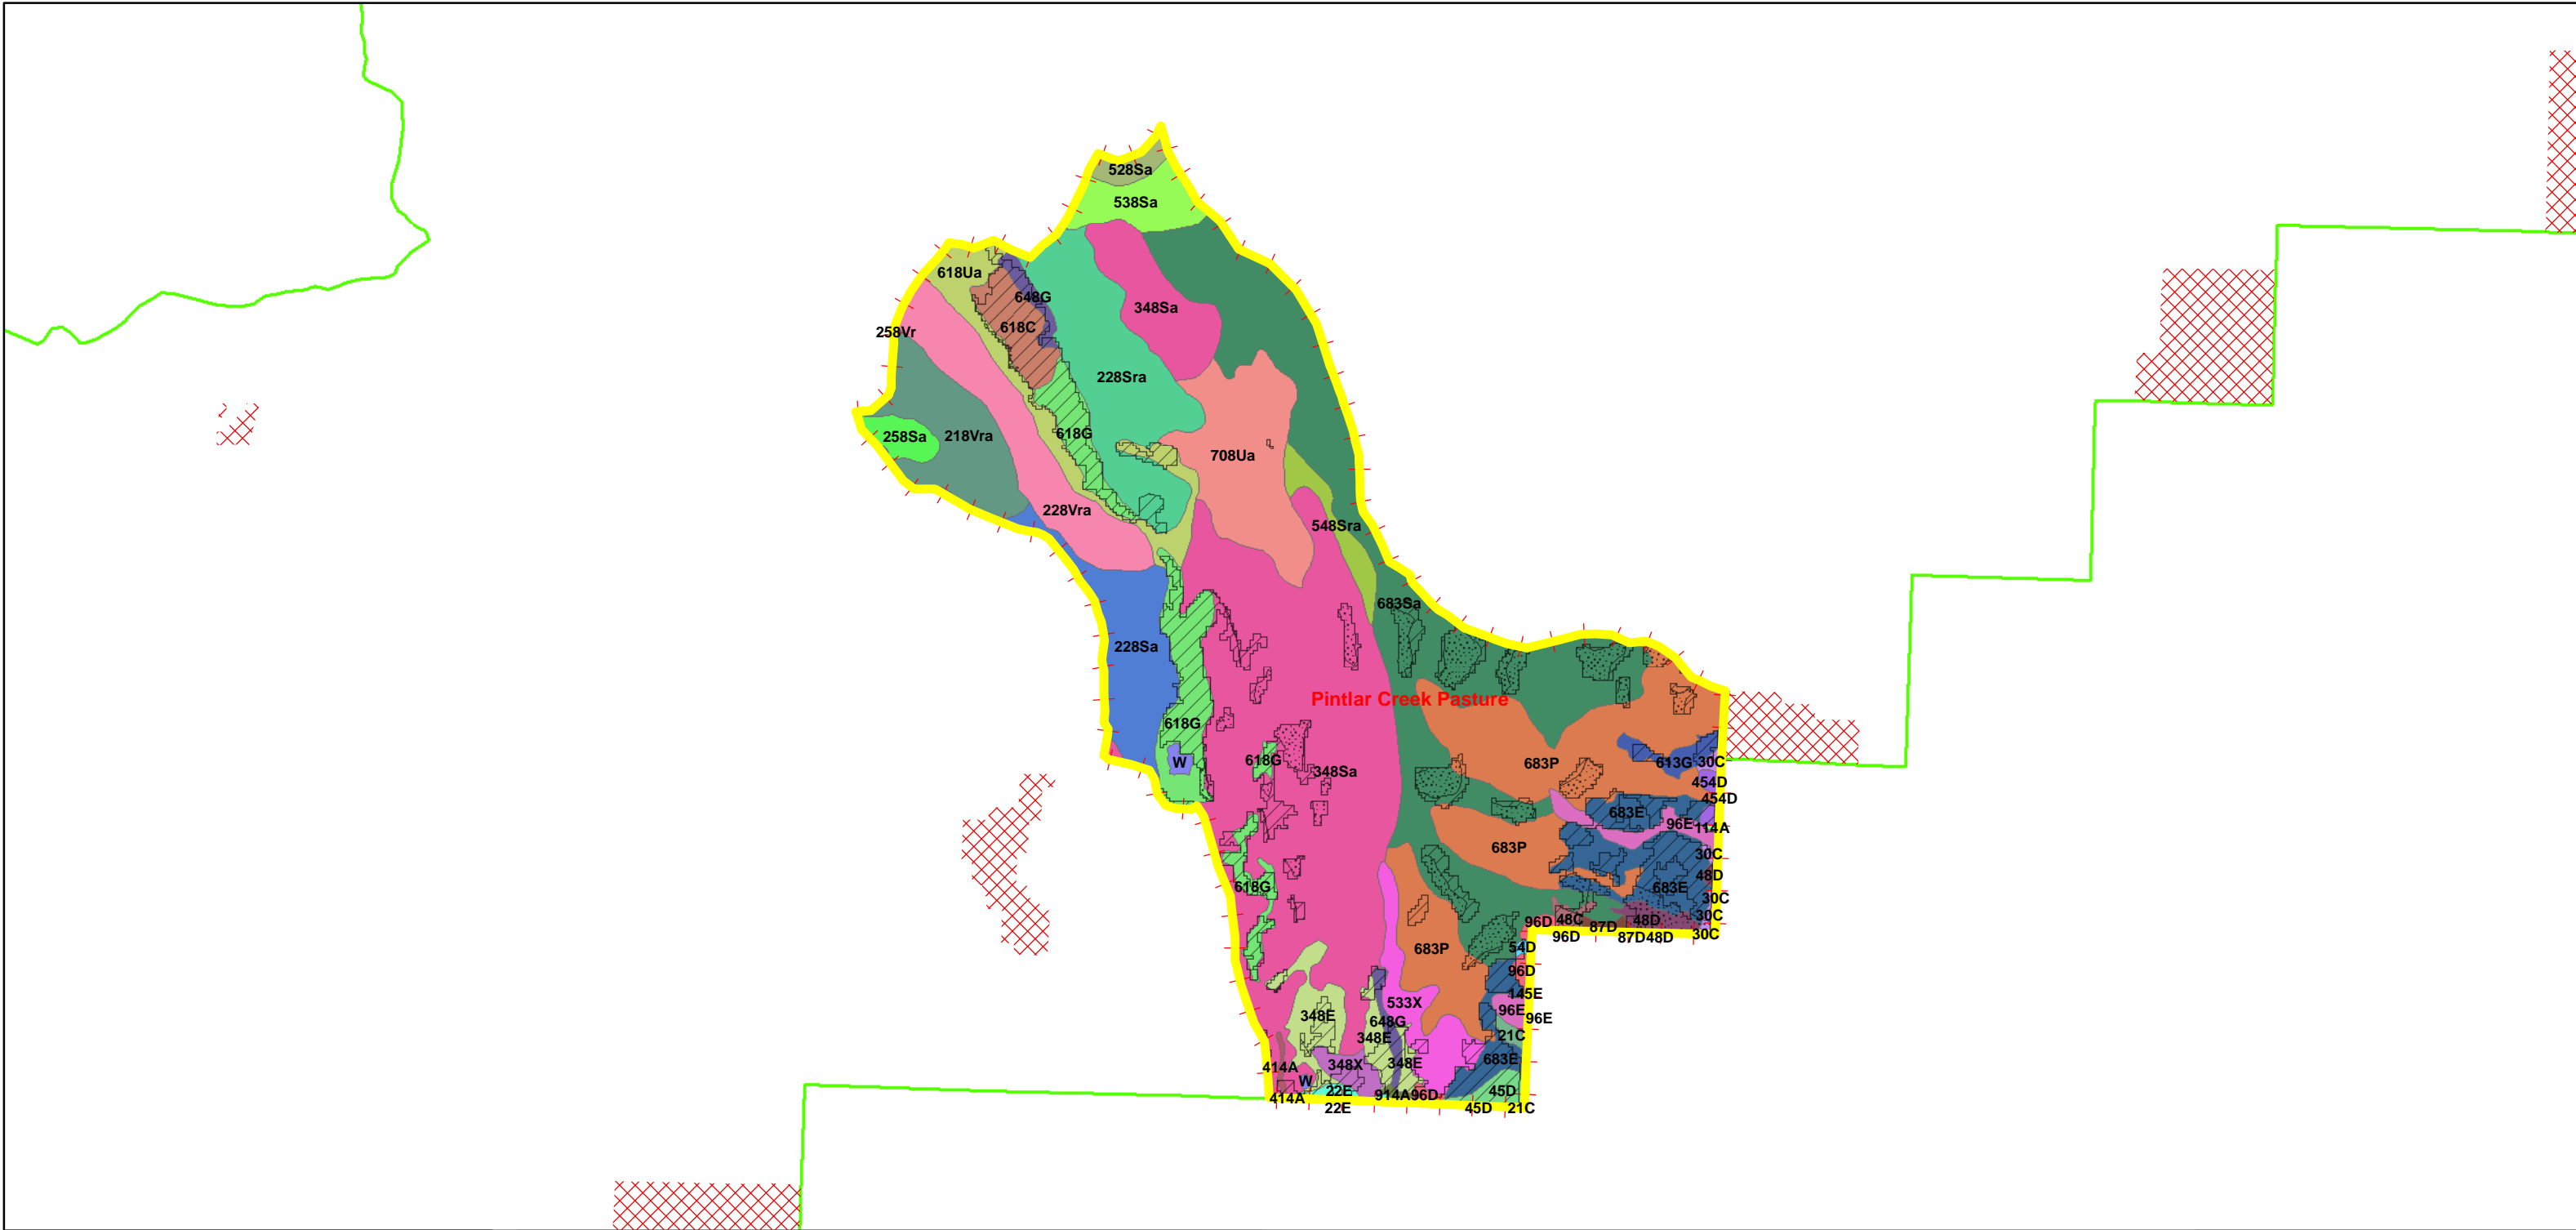 528Sa
538Sa
618Ua
648G
348Sa
618C
258Vr
228Sra
618G
258Sa
218Vra
708Ua
228Vra
548Sra
683Sa
228Sa
Pintlar Creek Pasture
618G
W
618G
348Sa
683P
613G
30C
454D
454D
683E
96E
114A
683P
30C
48D
618G
683E
30C
30C
96D
48C
87D
48D
30C
96D
87D
48D
683P
54D
96D
145E
533X
96E
96E
348E
648G
348E
21C
683E
414A
348X
348E
W
22E
914A
96D
45D
414A
22E
45D
21C